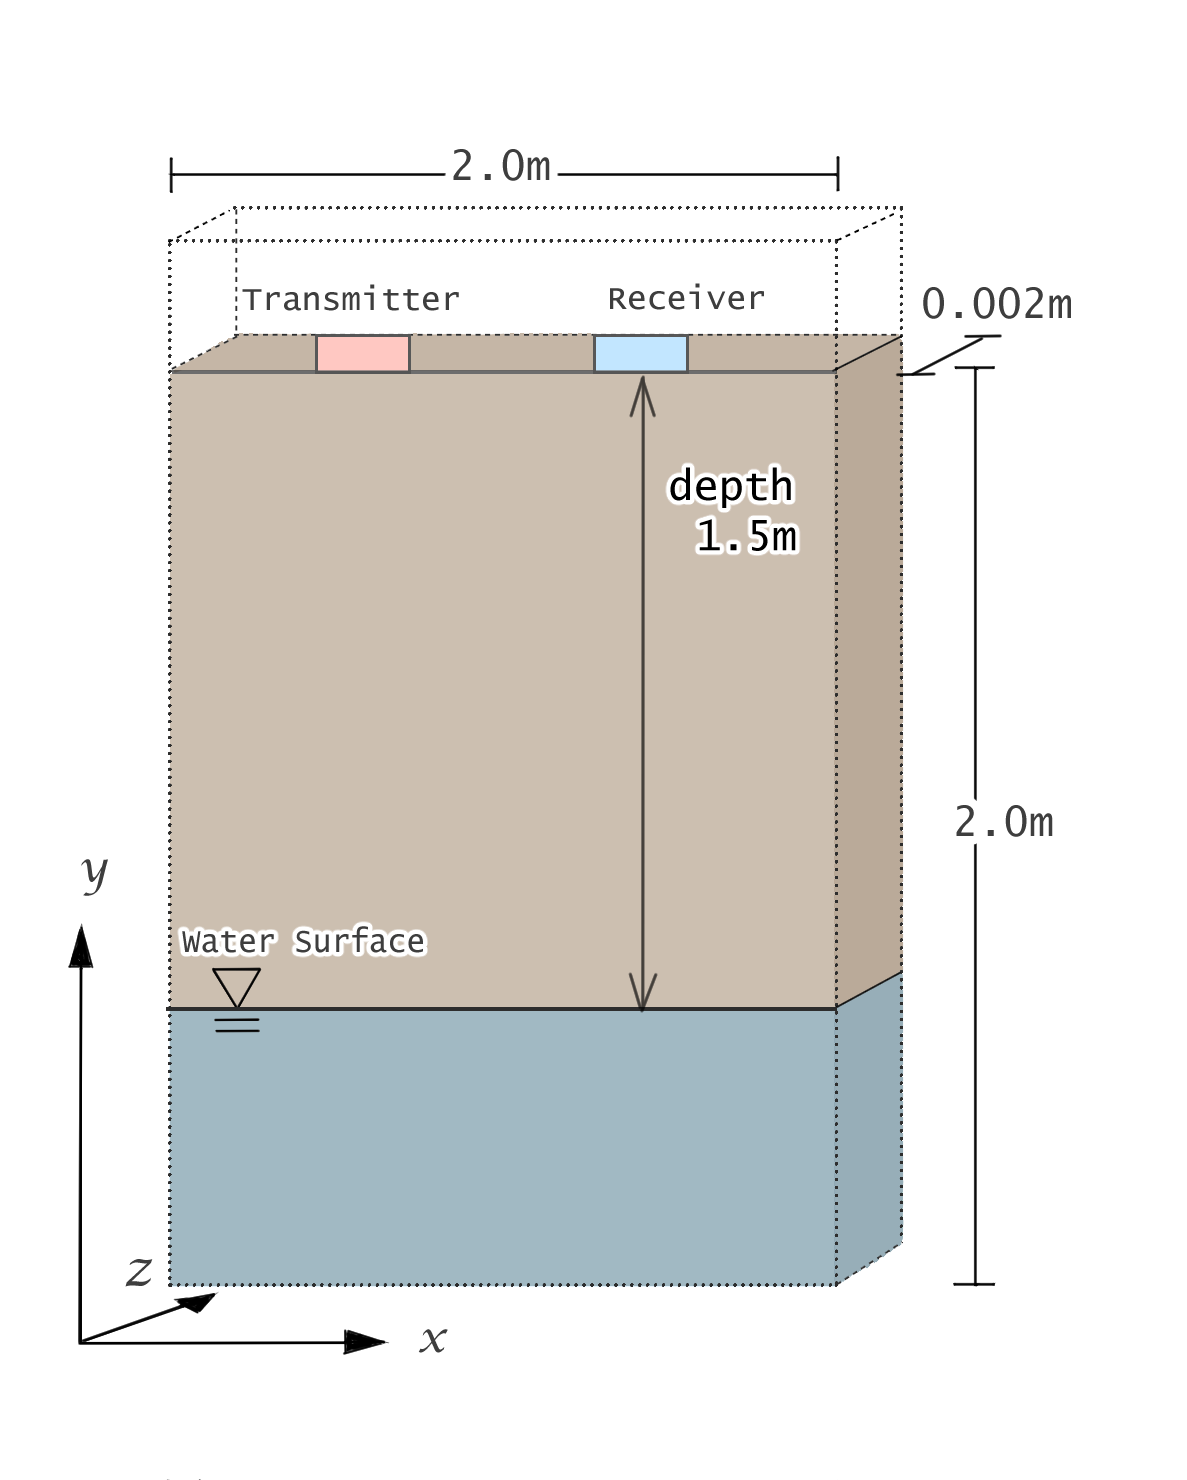 2.0m
Transmitter
Receiver
0.002m
depth
1.5m
2.0m
y
Water Surface
z
x